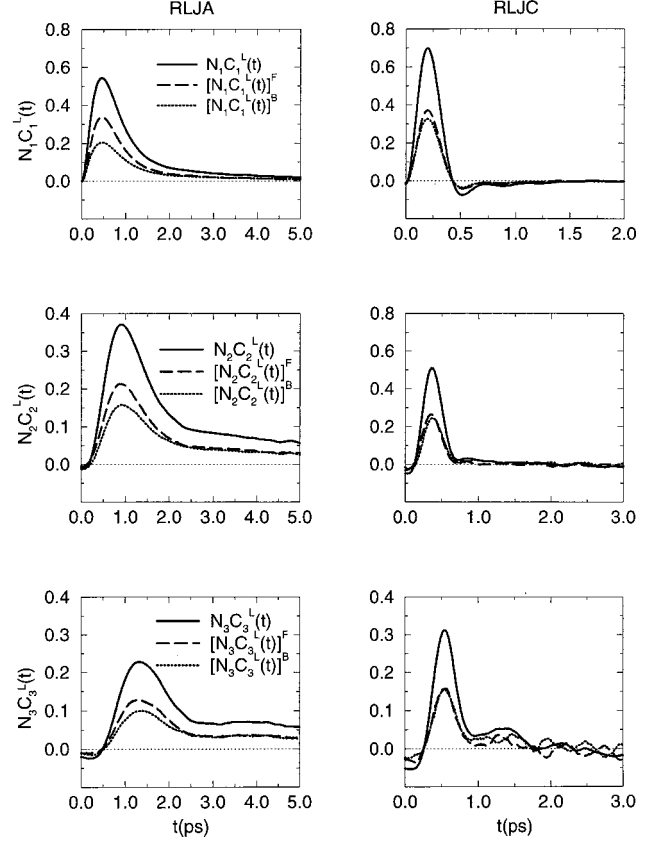 RLJA
RLJC
N₁C₁ᴸ(t)
0.8
0.6
0.4
0.2
0.0
N₁C₁ᴸ(t)
[N₁C₁ᴸ(t)]ᶠ
[N₁C₁ᴸ(t)]ᴮ
0.0 1.0 2.0 3.0 4.0 5.0
0.8
0.6
0.4
0.2
0.0
0.0 0.5 1.0 1.5 2.0
N₂C₂ᴸ(t)
0.4
0.3
0.2
0.1
0.0
N₂C₂ᴸ(t)
[N₂C₂ᴸ(t)]ᶠ
[N₂C₂ᴸ(t)]ᴮ
0.0 1.0 2.0 3.0 4.0 5.0
0.8
0.6
0.4
0.2
0.0
0.0 1.0 2.0 3.0
N₃C₃ᴸ(t)
0.4
0.3
0.2
0.1
0.0
N₃C₃ᴸ(t)
[N₃C₃ᴸ(t)]ᶠ
[N₃C₃ᴸ(t)]ᴮ
0.0 1.0 2.0 3.0 4.0 5.0
t(ps)
0.4
0.3
0.2
0.1
0.0
0.0 1.0 2.0 3.0
t(ps)